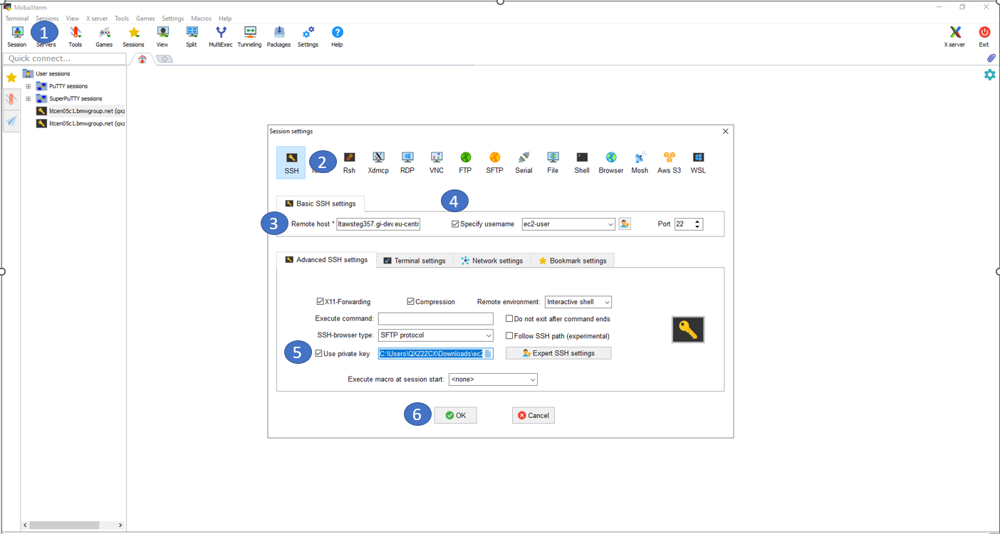 MobaXterm
Terminal Sessions View X server Tools Games Settings Macros Help
1
Session Servers Tools Games Sessions View Split MultiExec Tunneling Packages Settings Help X server Exit
Quick connect...
User sessions
PuTTY sessions
SuperPuTTY sessions
litcen05c1.bmwgroup.net (qxz
litcen05c1.bmwgroup.net (qxz
Session settings
2
SSH Rsh Xdmcp RDP VNC FTP SFTP Serial File Shell Browser Mosh Aws S3 WSL
4
Basic SSH settings
3 Remote host * ltawsteg357.gi-dev.eu-centr Specify username ec2-user Port 22
Advanced SSH settings Terminal settings Network settings Bookmark settings
X11-Forwarding Compression Remote environment: Interactive shell
Execute command: Do not exit after command ends
SSH-browser type: SFTP protocol Follow SSH path (experimental)
5 Use private key C:\Users\QXZ2ZCX\Downloads\ec2 Expert SSH settings
Execute macro at session start: <none>
6 OK Cancel